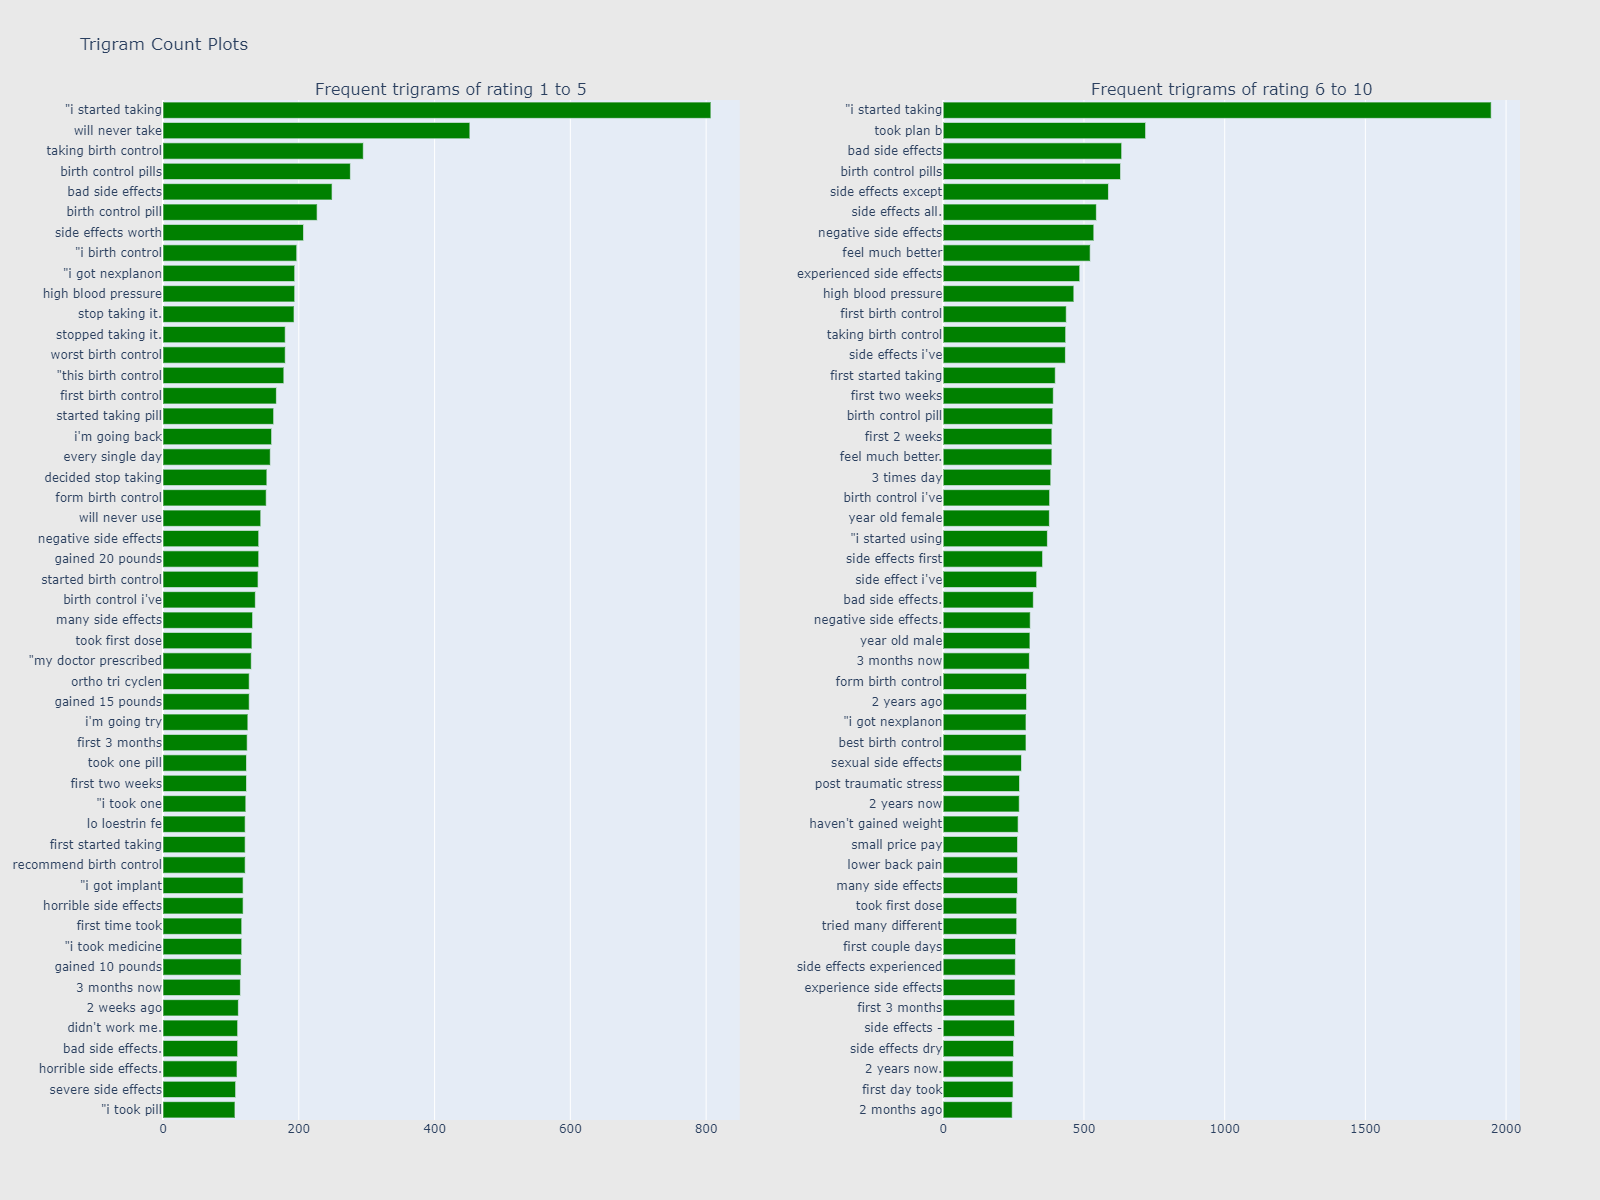 Trigram Count Plots
Frequent trigrams of rating 1 to 5
"i started taking
will never take
taking birth control
birth control pills
bad side effects
birth control pill
side effects worth
"i birth control
"i got nexplanon
high blood pressure
stop taking it.
stopped taking it.
worst birth control
"this birth control
first birth control
started taking pill
i'm going back
every single day
decided stop taking
form birth control
will never use
negative side effects
gained 20 pounds
started birth control
birth control i've
many side effects
took first dose
"my doctor prescribed
ortho tri cyclen
gained 15 pounds
i'm going try
first 3 months
took one pill
first two weeks
"i took one
lo loestrin fe
first started taking
recommend birth control
"i got implant
horrible side effects
first time took
"i took medicine
gained 10 pounds
3 months now
2 weeks ago
didn't work me.
bad side effects.
horrible side effects.
severe side effects
"i took pill
0 200 400 600 800
Frequent trigrams of rating 6 to 10
"i started taking
took plan b
bad side effects
birth control pills
side effects except
side effects all.
negative side effects
feel much better
experienced side effects
high blood pressure
first birth control
taking birth control
side effects i've
first started taking
first two weeks
birth control pill
first 2 weeks
feel much better.
3 times day
birth control i've
year old female
"i started using
side effects first
side effect i've
bad side effects.
negative side effects.
year old male
3 months now
form birth control
2 years ago
"i got nexplanon
best birth control
sexual side effects
post traumatic stress
2 years now
haven't gained weight
small price pay
lower back pain
many side effects
took first dose
tried many different
first couple days
side effects experienced
experience side effects
first 3 months
side effects -
side effects dry
2 years now.
first day took
2 months ago
0 500 1000 1500 2000